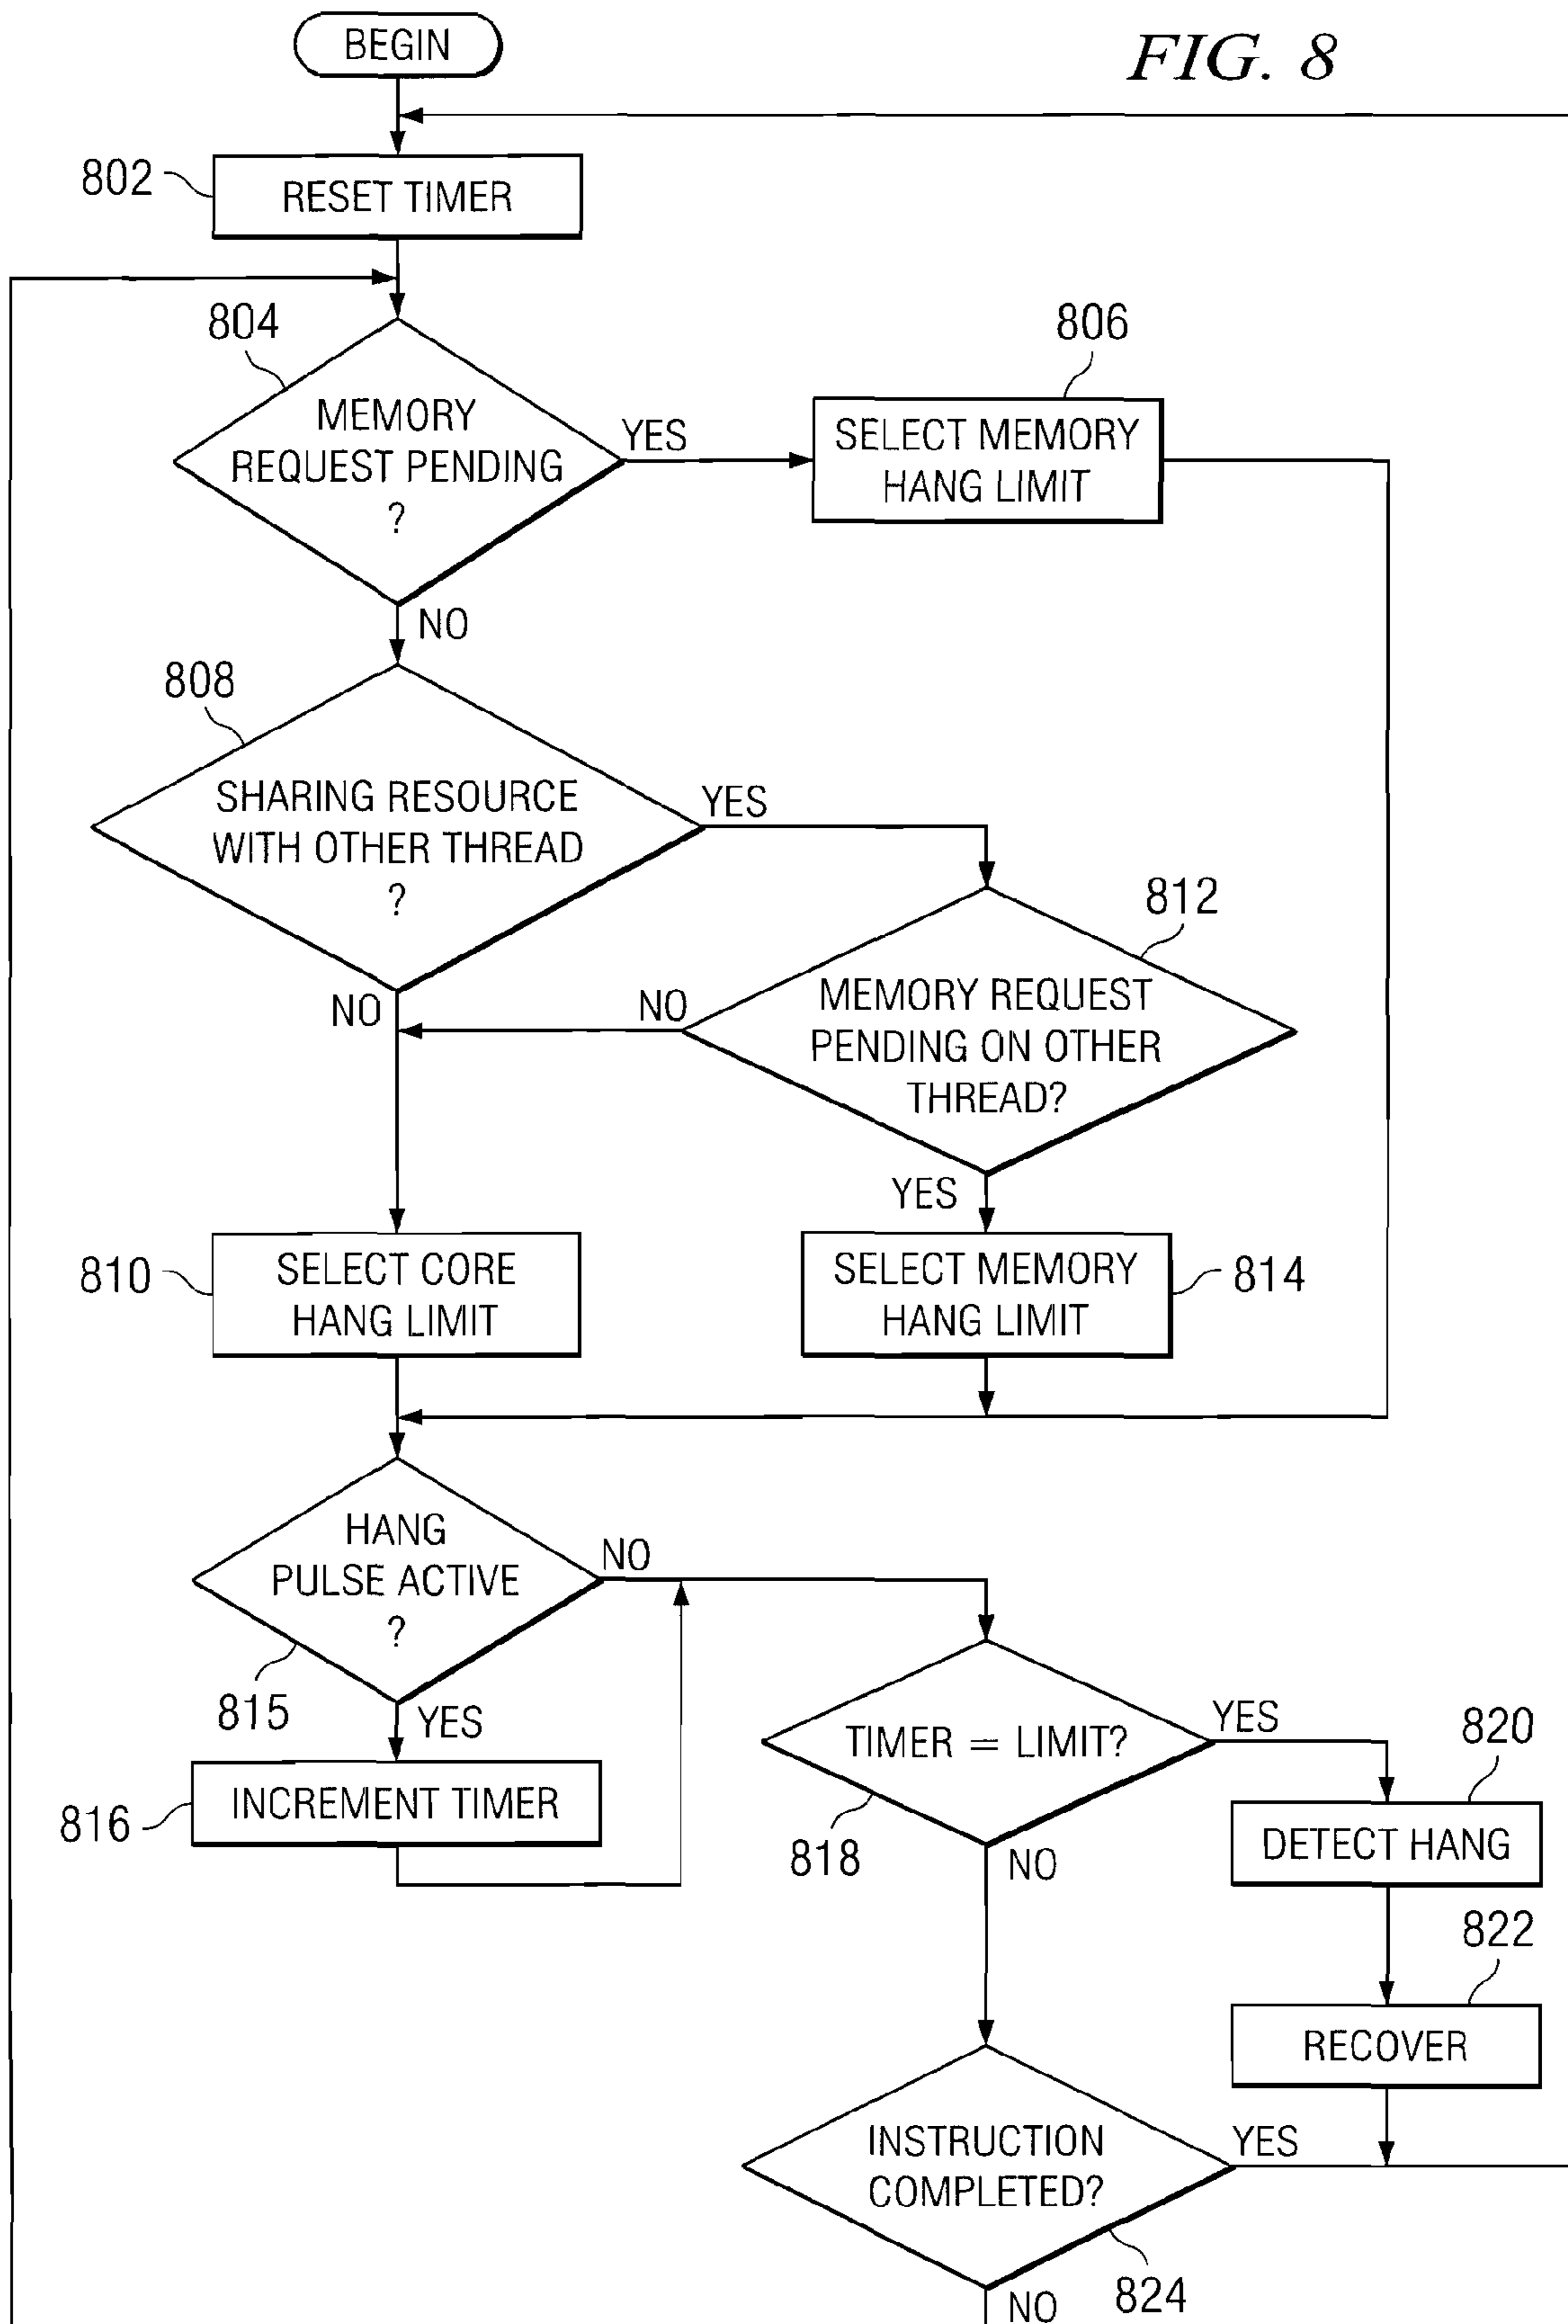 BEGIN
FIG. 8
802
RESET TIMER
804
MEMORY
REQUEST PENDING
?
YES
806
SELECT MEMORY
HANG LIMIT
NO
808
SHARING RESOURCE
WITH OTHER THREAD
?
YES
812
NO
NO
MEMORY REQUEST
PENDING ON OTHER
THREAD?
YES
810
SELECT CORE
HANG LIMIT
SELECT MEMORY
HANG LIMIT
814
HANG
PULSE ACTIVE
?
NO
815
YES
816
INCREMENT TIMER
TIMER = LIMIT?
YES
818
NO
820
DETECT HANG
822
RECOVER
INSTRUCTION
COMPLETED?
YES
824
NO